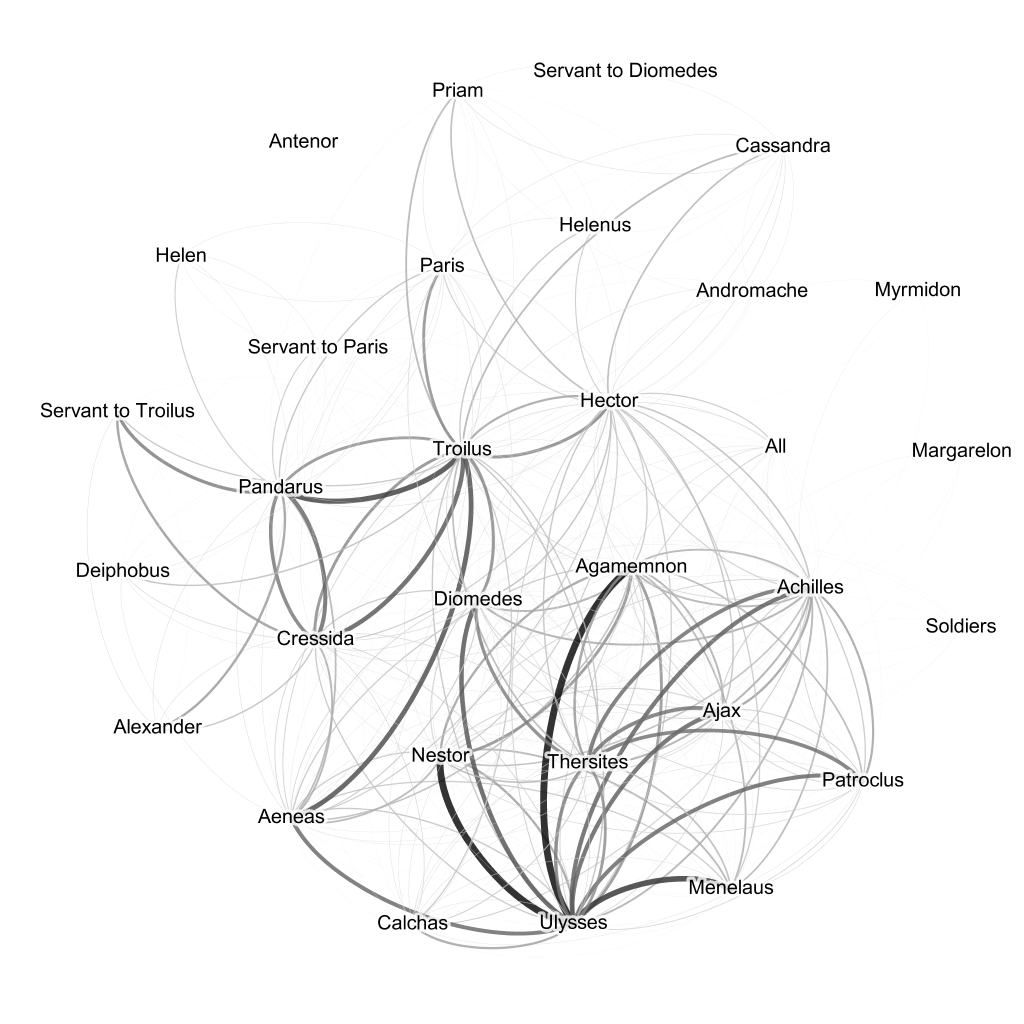 Servant to Diomedes
Priam
Antenor
Cassandra
Helenus
Helen
Paris
Andromache
Myrmidon
Servant to Paris
Hector
Servant to Troilus
All
Troilus
Margarelon
Pandarus
Agamemnon
Deiphobus
Achilles
Diomedes
Soldiers
Cressida
Ajax
Alexander
Nestor
Thersites
Patroclus
Aeneas
Menelaus
Calchas
Ulysses